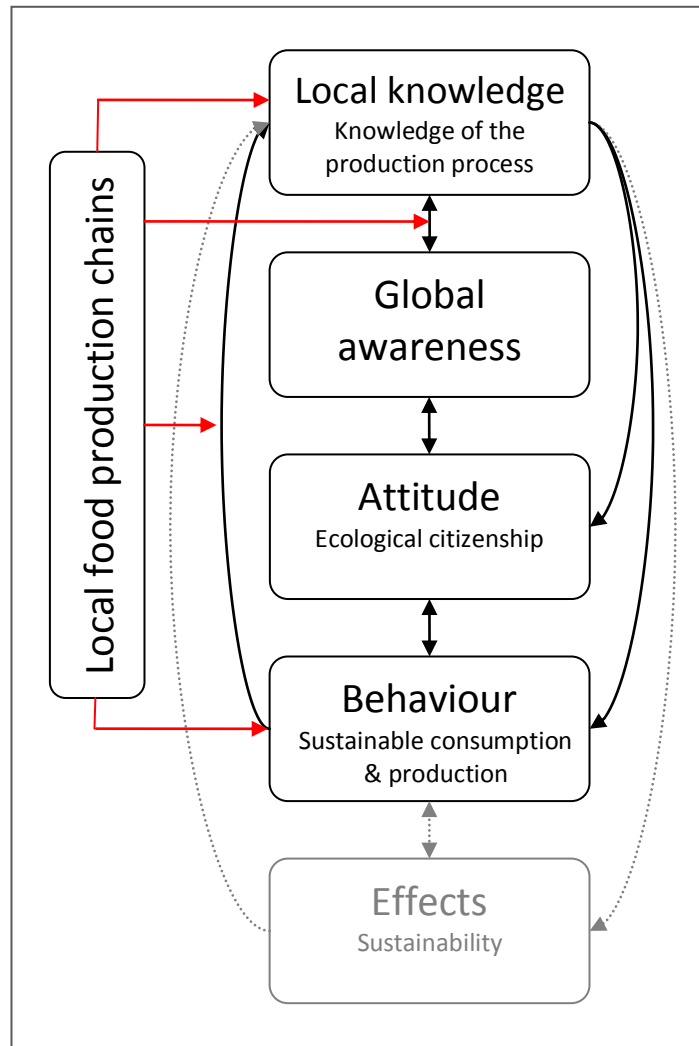 Local food production chains
Local knowledge
Knowledge of the
production process
Global
awareness
Attitude
Ecological citizenship
Behaviour
Sustainable consumption
& production
Effects
Sustainability